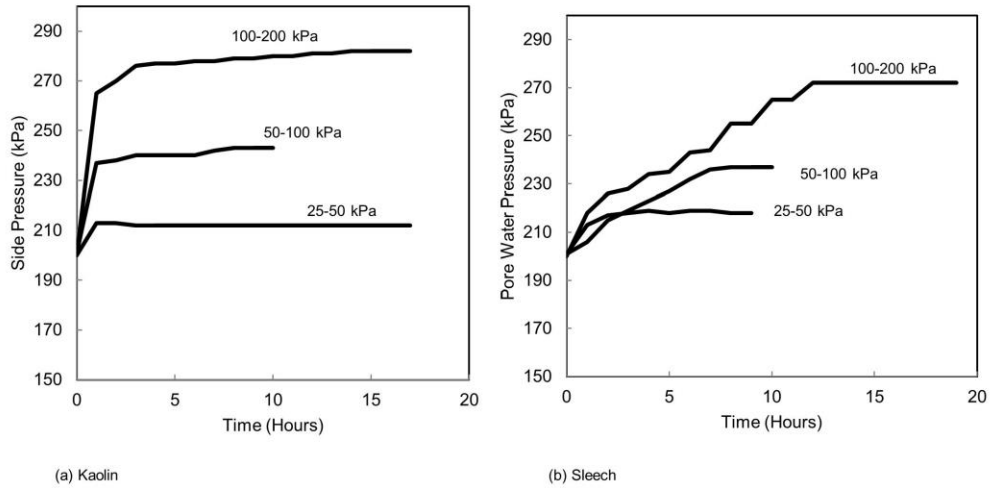 290
270
250
230
210
190
170
150
Side Pressure (kPa)
100-200 kPa
50-100 kPa
25-50 kPa
0 5 10 15 20
Time (Hours)
(a) Kaolin
290
270
250
230
210
190
170
150
Pore Water Pressure (kPa)
100-200 kPa
50-100 kPa
25-50 kPa
0 5 10 15 20
Time (Hours)
(b) Sleech